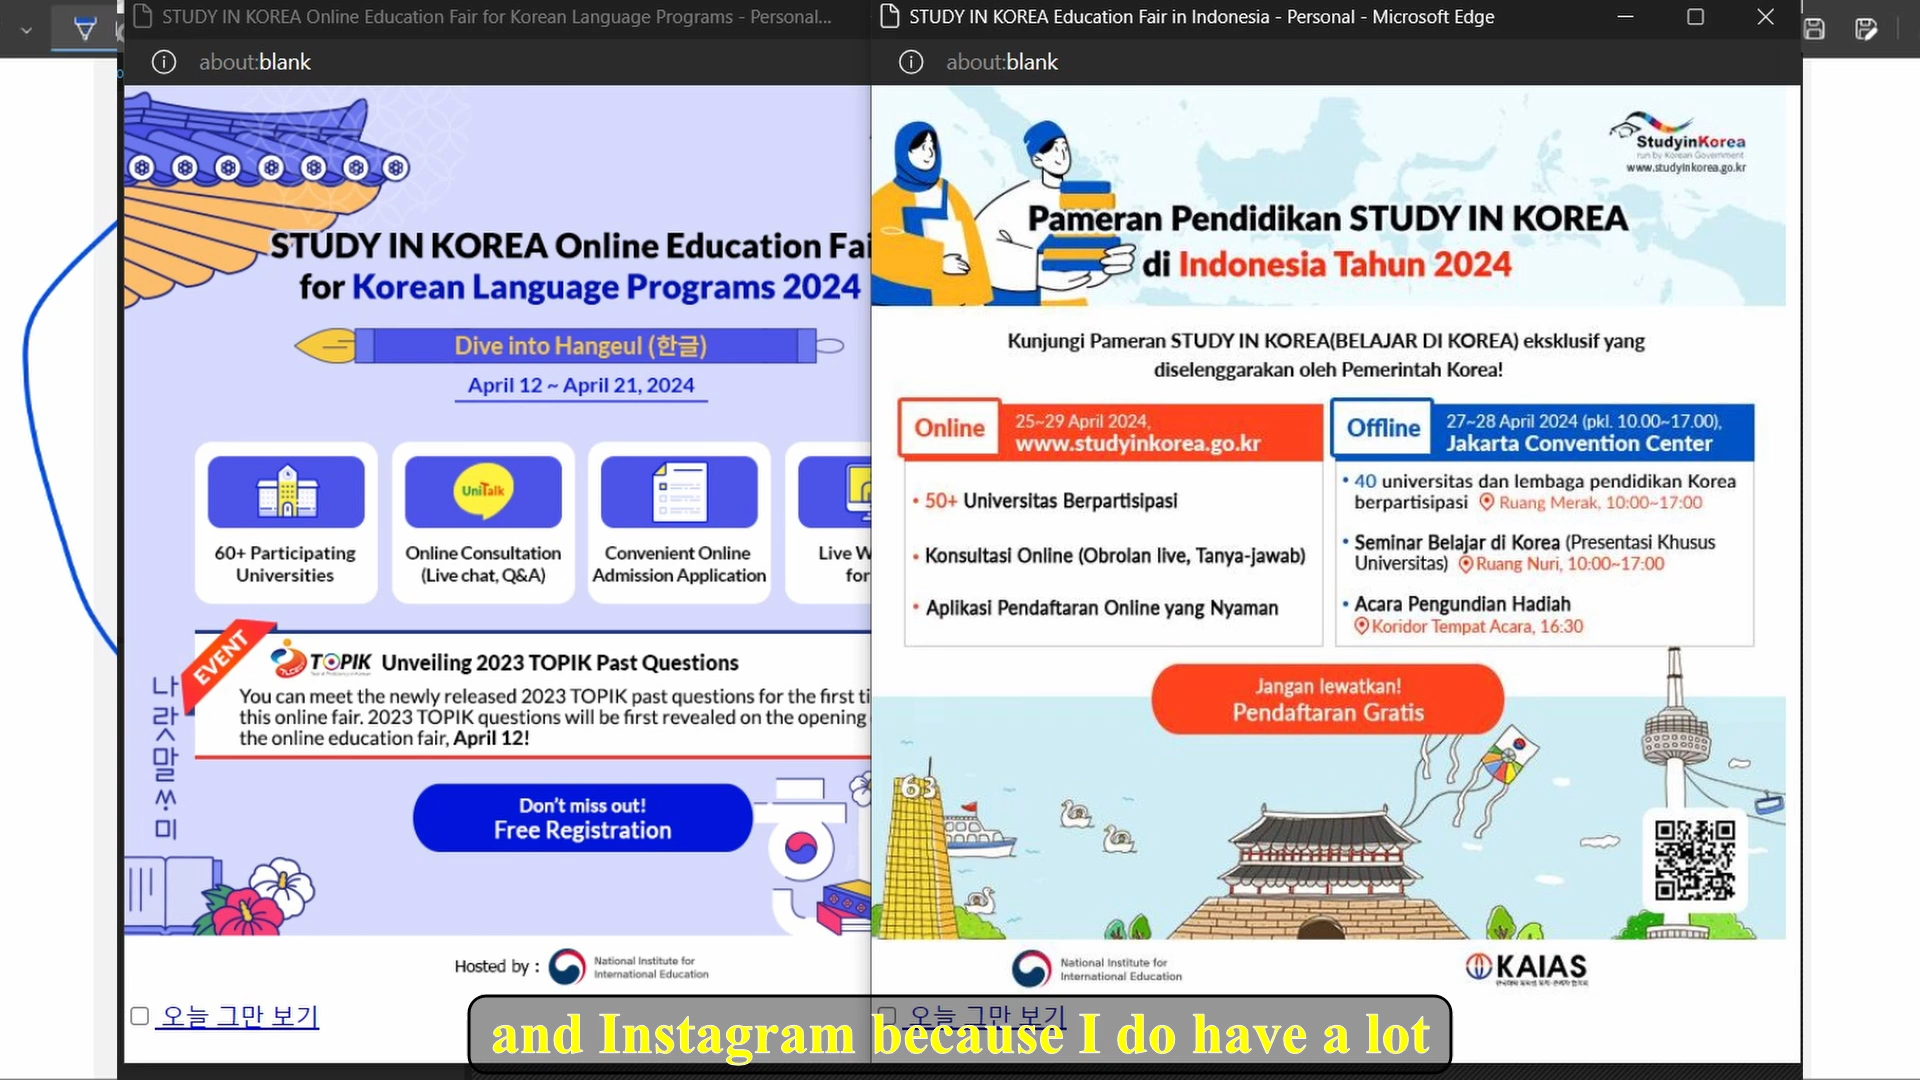 STUDY IN KOREA Online Education Fair for Korean Language Programs - Personal...
about:blank
STUDY IN KOREA Online Education Fai
for Korean Language Programs 2024
Dive into Hangeul (한글)
April 12 ~ April 21, 2024
60+ Participating
Universities
UniTalk
Online Consultation
(Live chat, Q&A)
Convenient Online
Admission Application
Live W
for
EVENT
TOPIK Unveiling 2023 TOPIK Past Questions
You can meet the newly released 2023 TOPIK past questions for the first ti
this online fair. 2023 TOPIK questions will be first revealed on the opening
the online education fair, April 12!
Don't miss out!
Free Registration
Hosted by :
National Institute for
International Education
오늘 그만 보기
STUDY IN KOREA Education Fair in Indonesia - Personal - Microsoft Edge
about:blank
StudyinKorea
run by Korean Government
www.studyinkorea.go.kr
Pameran Pendidikan STUDY IN KOREA
di Indonesia Tahun 2024
Kunjungi Pameran STUDY IN KOREA(BELAJAR DI KOREA) eksklusif yang
diselenggarakan oleh Pemerintah Korea!
Online
25~29 April 2024,
www.studyinkorea.go.kr
• 50+ Universitas Berpartisipasi
• Konsultasi Online (Obrolan live, Tanya-jawab)
• Aplikasi Pendaftaran Online yang Nyaman
Offline
27~28 April 2024 (pkl. 10.00~17.00),
Jakarta Convention Center
• 40 universitas dan lembaga pendidikan Korea
berpartisipasi Ruang Merak, 10:00~17:00
• Seminar Belajar di Korea (Presentasi Khusus
Universitas) Ruang Nuri, 10:00~17:00
• Acara Pengundian Hadiah
Koridor Tempat Acara, 16:30
Jangan lewatkan!
Pendaftaran Gratis
63
National Institute for
International Education
KAIAS
오늘 그만 보기
and Instagram because I do have a lot